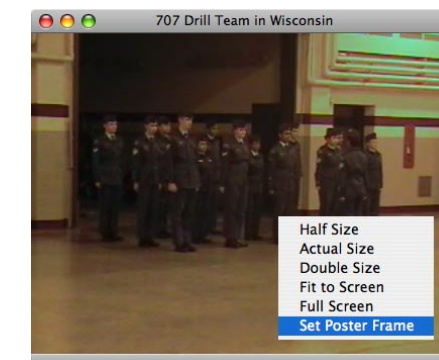 707 Drill Team in Wisconsin
Half Size
Actual Size
Double Size
Fit to Screen
Full Screen
Set Poster Frame